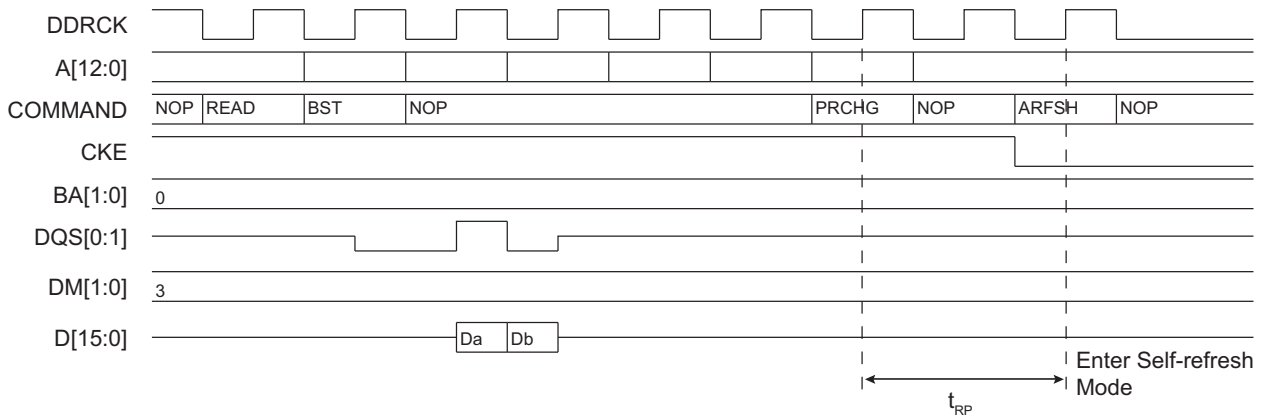 DDRCK
A[12:0]
COMMAND NOP READ BST NOP PRCHG NOP ARFSH NOP
CKE
BA[1:0] 0
DQS[0:1]
DM[1:0] 3
D[15:0] Da Db
Enter Self-refresh
Mode
tRP